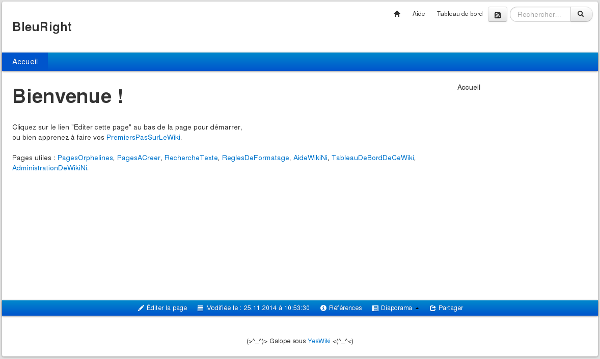 Aide Tableau de bord Rechercher...
BleuRight
Accueil
Bienvenue !
Accueil
Cliquez sur le lien "Editer cette page" au bas de la page pour démarrer,
ou bien apprenez à faire vos PremiersPasSurLeWiki.
Pages utiles : PagesOrphelines, PagesACreer, RechercheTexte, ReglesDeFormatage, AideWikiNi, TableauDeBordDeCeWiki,
AdministrationDeWikiNi.
Éditer la page Modifiée le : 25.11.2014 à 10:53:30 Références Diaporama Partager
(>^_^)> Galope sous YesWiki <(^_^<)